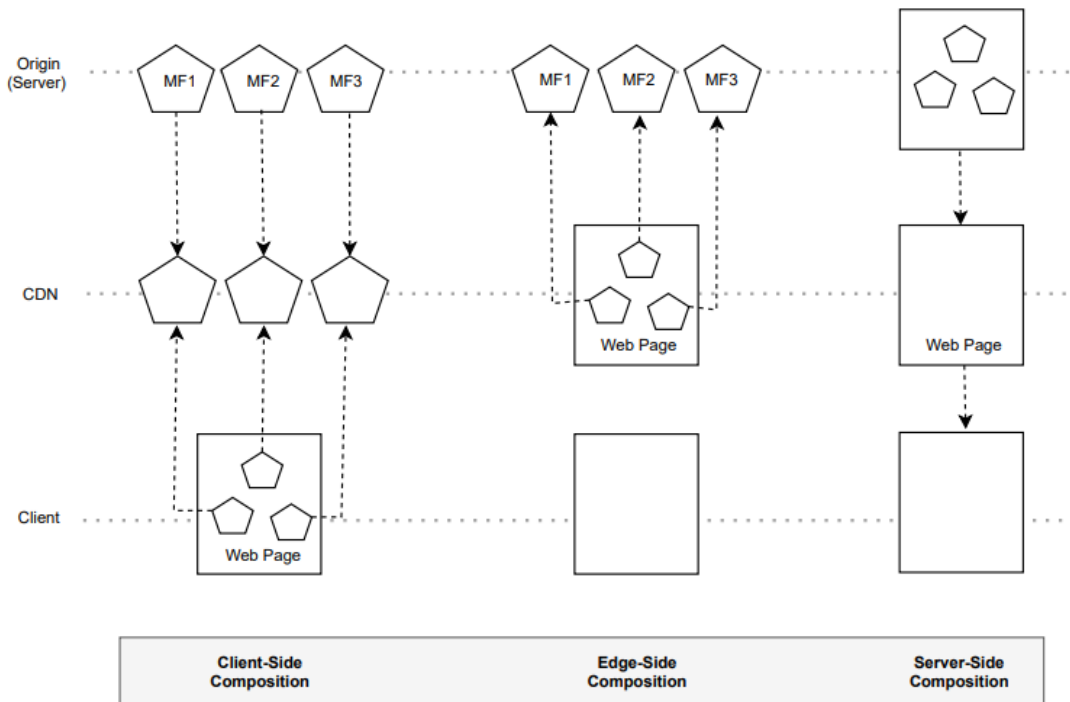 Origin
(Server)
MF1
MF2
MF3
MF1
MF2
MF3
CDN
Web Page
Web Page
Client
Web Page
Client-Side
Composition
Edge-Side
Composition
Server-Side
Composition